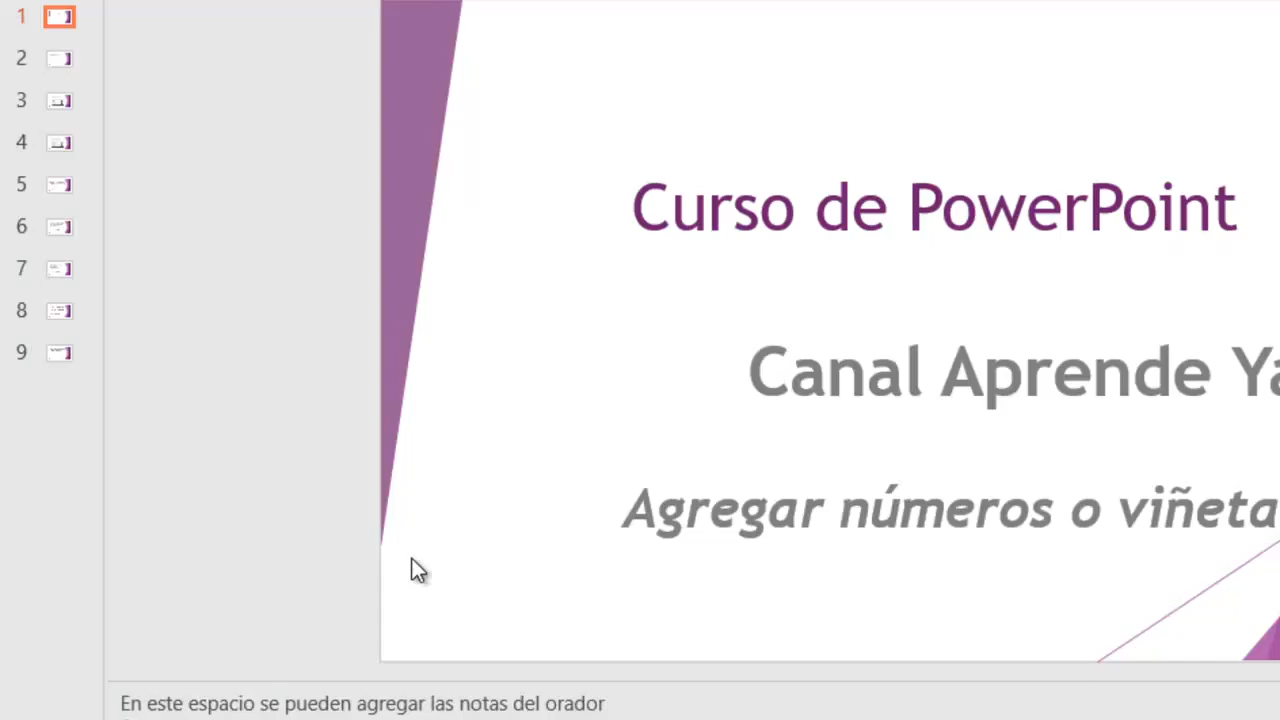 1
2
3
4
5
6
7
8
9
Curso de PowerPoint
Canal Aprende Ya
Agregar números o viñeta
En este espacio se pueden agregar las notas del orador